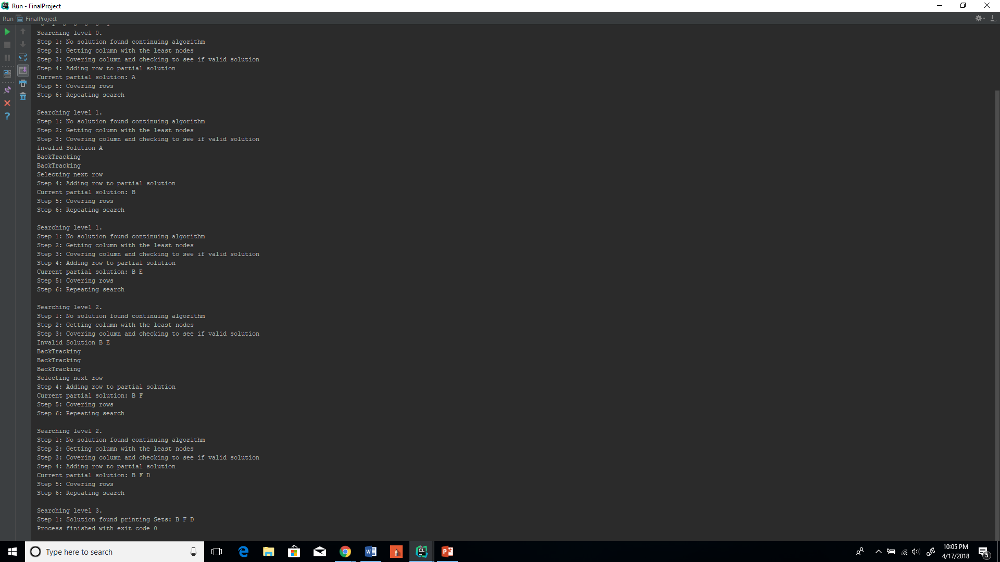 Run - FinalProject
Run FinalProject
Searching level 0.
Step 1: No solution found continuing algorithm
Step 2: Getting column with the least nodes
Step 3: Covering column and checking to see if valid solution
Step 4: Adding row to partial solution
Current partial solution: A
Step 5: Covering rows
Step 6: Repeating search
Searching level 1.
Step 1: No solution found continuing algorithm
Step 2: Getting column with the least nodes
Step 3: Covering column and checking to see if valid solution
Invalid Solution A
BackTracking
BackTracking
Selecting next row
Step 4: Adding row to partial solution
Current partial solution: B
Step 5: Covering rows
Step 6: Repeating search
Searching level 1.
Step 1: No solution found continuing algorithm
Step 2: Getting column with the least nodes
Step 3: Covering column and checking to see if valid solution
Step 4: Adding row to partial solution
Current partial solution: B E
Step 5: Covering rows
Step 6: Repeating search
Searching level 2.
Step 1: No solution found continuing algorithm
Step 2: Getting column with the least nodes
Step 3: Covering column and checking to see if valid solution
Invalid Solution B E
BackTracking
BackTracking
BackTracking
Selecting next row
Step 4: Adding row to partial solution
Current partial solution: B F
Step 5: Covering rows
Step 6: Repeating search
Searching level 2.
Step 1: No solution found continuing algorithm
Step 2: Getting column with the least nodes
Step 3: Covering column and checking to see if valid solution
Step 4: Adding row to partial solution
Current partial solution: B F D
Step 5: Covering rows
Step 6: Repeating search
Searching level 3.
Step 1: Solution found printing Sets: B F D
Process finished with exit code 0
Type here to search
10:05 PM
4/17/2018
5